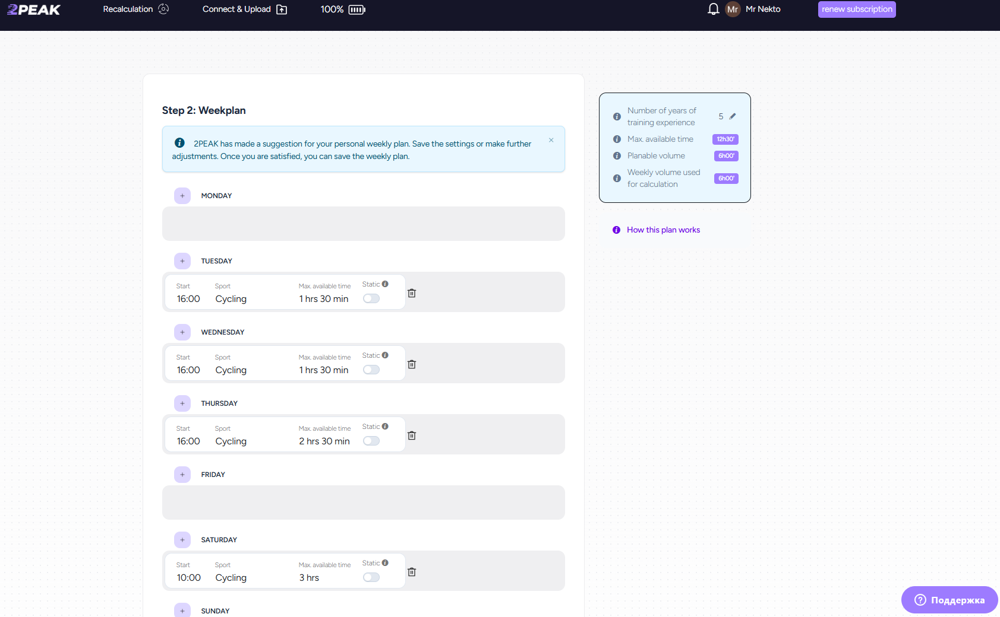 2PEAK
Recalculation
Connect & Upload
100%
Mr
Mr Nekto
renew subscription
Step 2: Weekplan
2PEAK has made a suggestion for your personal weekly plan. Save the settings or make further
adjustments. Once you are satisfied, you can save the weekly plan.
+ MONDAY
+ TUESDAY
Start Sport Max. available time Static
16:00 Cycling 1 hrs 30 min
+ WEDNESDAY
Start Sport Max. available time Static
16:00 Cycling 1 hrs 30 min
+ THURSDAY
Start Sport Max. available time Static
16:00 Cycling 2 hrs 30 min
+ FRIDAY
+ SATURDAY
Start Sport Max. available time Static
10:00 Cycling 3 hrs
+ SUNDAY
Number of years of
training experience 5
Max. available time 12h30'
Planable volume 6h00'
Weekly volume used
for calculation 6h00'
How this plan works
Поддержка